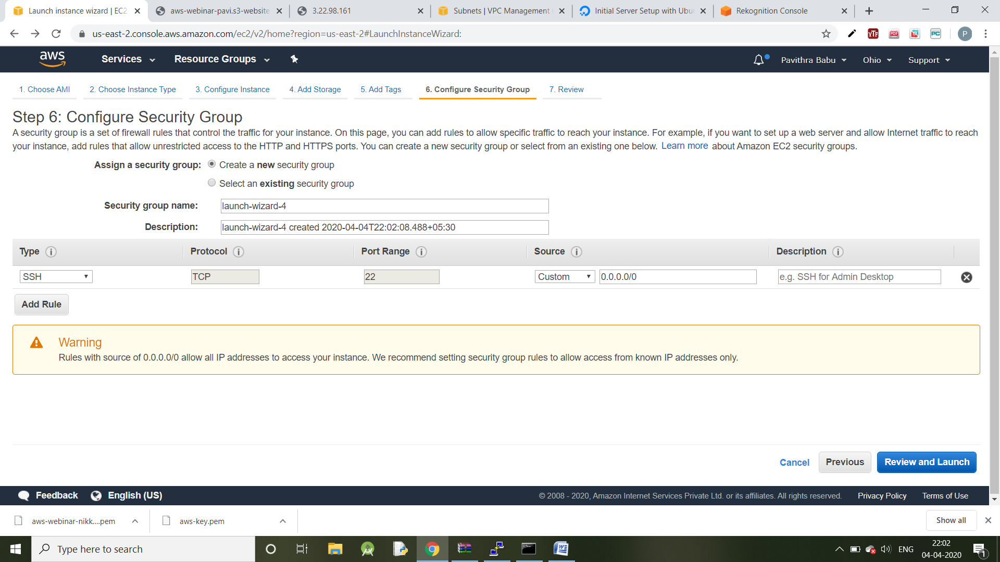 Launch instance wizard | EC2
aws-webinar-pavi.s3-website
3.22.98.161
Subnets | VPC Management
Initial Server Setup with Ubu
Rekognition Console
us-east-2.console.aws.amazon.com/ec2/v2/home?region=us-east-2#LaunchInstanceWizard:
YTF
PDF
PC
P
aws
Services
Resource Groups
Pavithra Babu
Ohio
Support
1. Choose AMI
2. Choose Instance Type
3. Configure Instance
4. Add Storage
5. Add Tags
6. Configure Security Group
7. Review
Step 6: Configure Security Group
A security group is a set of firewall rules that control the traffic for your instance. On this page, you can add rules to allow specific traffic to reach your instance. For example, if you want to set up a web server and allow Internet traffic to reach
your instance, add rules that allow unrestricted access to the HTTP and HTTPS ports. You can create a new security group or select from an existing one below. Learn more about Amazon EC2 security groups.
Assign a security group: Create a new security group
Select an existing security group
Security group name: launch-wizard-4
Description: launch-wizard-4 created 2020-04-04T22:02:08.488+05:30
Type
Protocol
Port Range
Source
Description
SSH
TCP
22
Custom
0.0.0.0/0
e.g. SSH for Admin Desktop
Add Rule
Warning
Rules with source of 0.0.0.0/0 allow all IP addresses to access your instance. We recommend setting security group rules to allow access from known IP addresses only.
Cancel
Previous
Review and Launch
Feedback
English (US)
© 2008 - 2020, Amazon Internet Services Private Ltd. or its affiliates. All rights reserved.
Privacy Policy
Terms of Use
aws-webinar-nikk....pem
aws-key.pem
Show all
Type here to search
ENG
22:02
04-04-2020
1